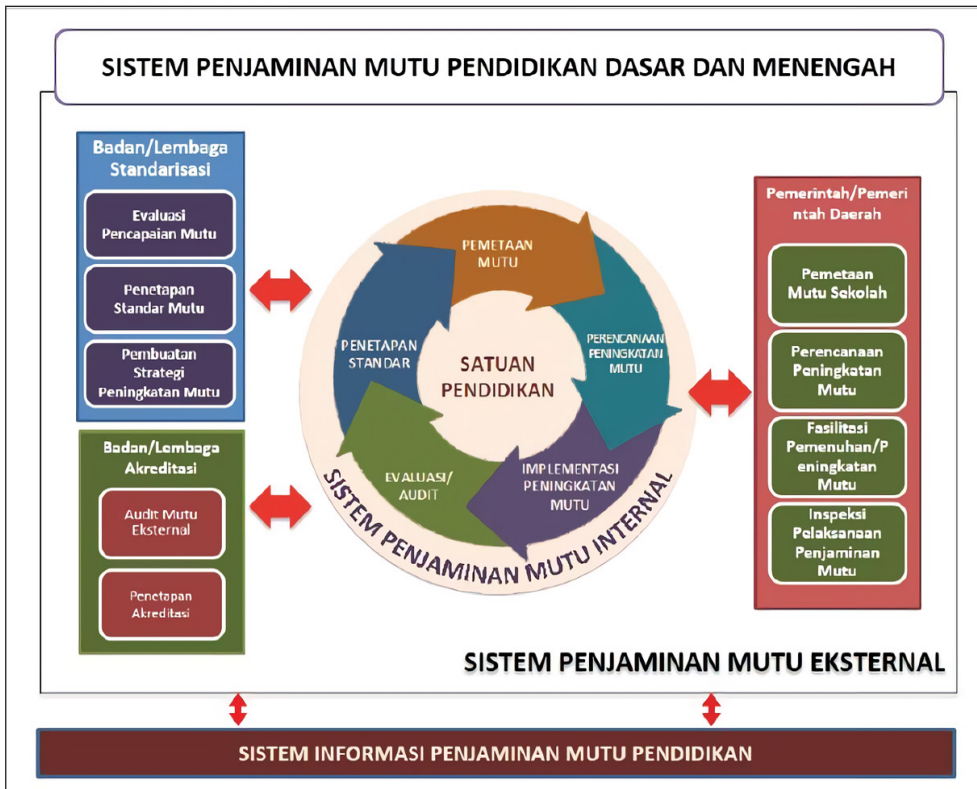 SISTEM PENJAMINAN MUTU PENDIDIKAN DASAR DAN MENENGAH
Badan/Lembaga
Standarisasi
Evaluasi
Pencapaian Mutu
Penetapan
Standar Mutu
Pembuatan
Strategi
Peningkatan Mutu
Badan/Lembaga
Akreditasi
Audit Mutu
Eksternal
Penetapan
Akreditasi
PEMETAAN
MUTU
PERENCANAAN
PENINGKATAN
MUTU
IMPLEMENTASI
PENINGKATAN
MUTU
EVALUASI/
AUDIT
PENETAPAN
STANDAR
SATUAN
PENDIDIKAN
SISTEM PENJAMINAN MUTU INTERNAL
Pemerintah/Pemeri
ntah Daerah
Pemetaan
Mutu Sekolah
Perencanaan
Peningkatan
Mutu
Fasilitasi
Pemenuhan/P
eningkatan
Mutu
Inspeksi
Pelaksanaan
Penjaminan
Mutu
SISTEM PENJAMINAN MUTU EKSTERNAL
SISTEM INFORMASI PENJAMINAN MUTU PENDIDIKAN